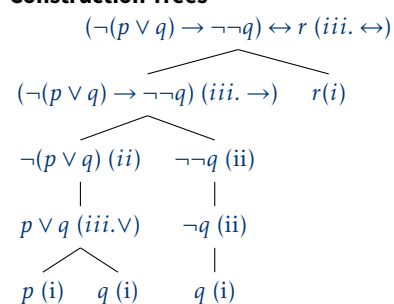 Construction Trees
(¬(p ∨ q) → ¬¬q) ↔ r (iii. ↔)
(¬(p ∨ q) → ¬¬q) (iii. →) r(i)
¬(p ∨ q) (ii) ¬¬q (ii)
p ∨ q (iii.∨) ¬q (ii)
p (i) q (i) q (i)